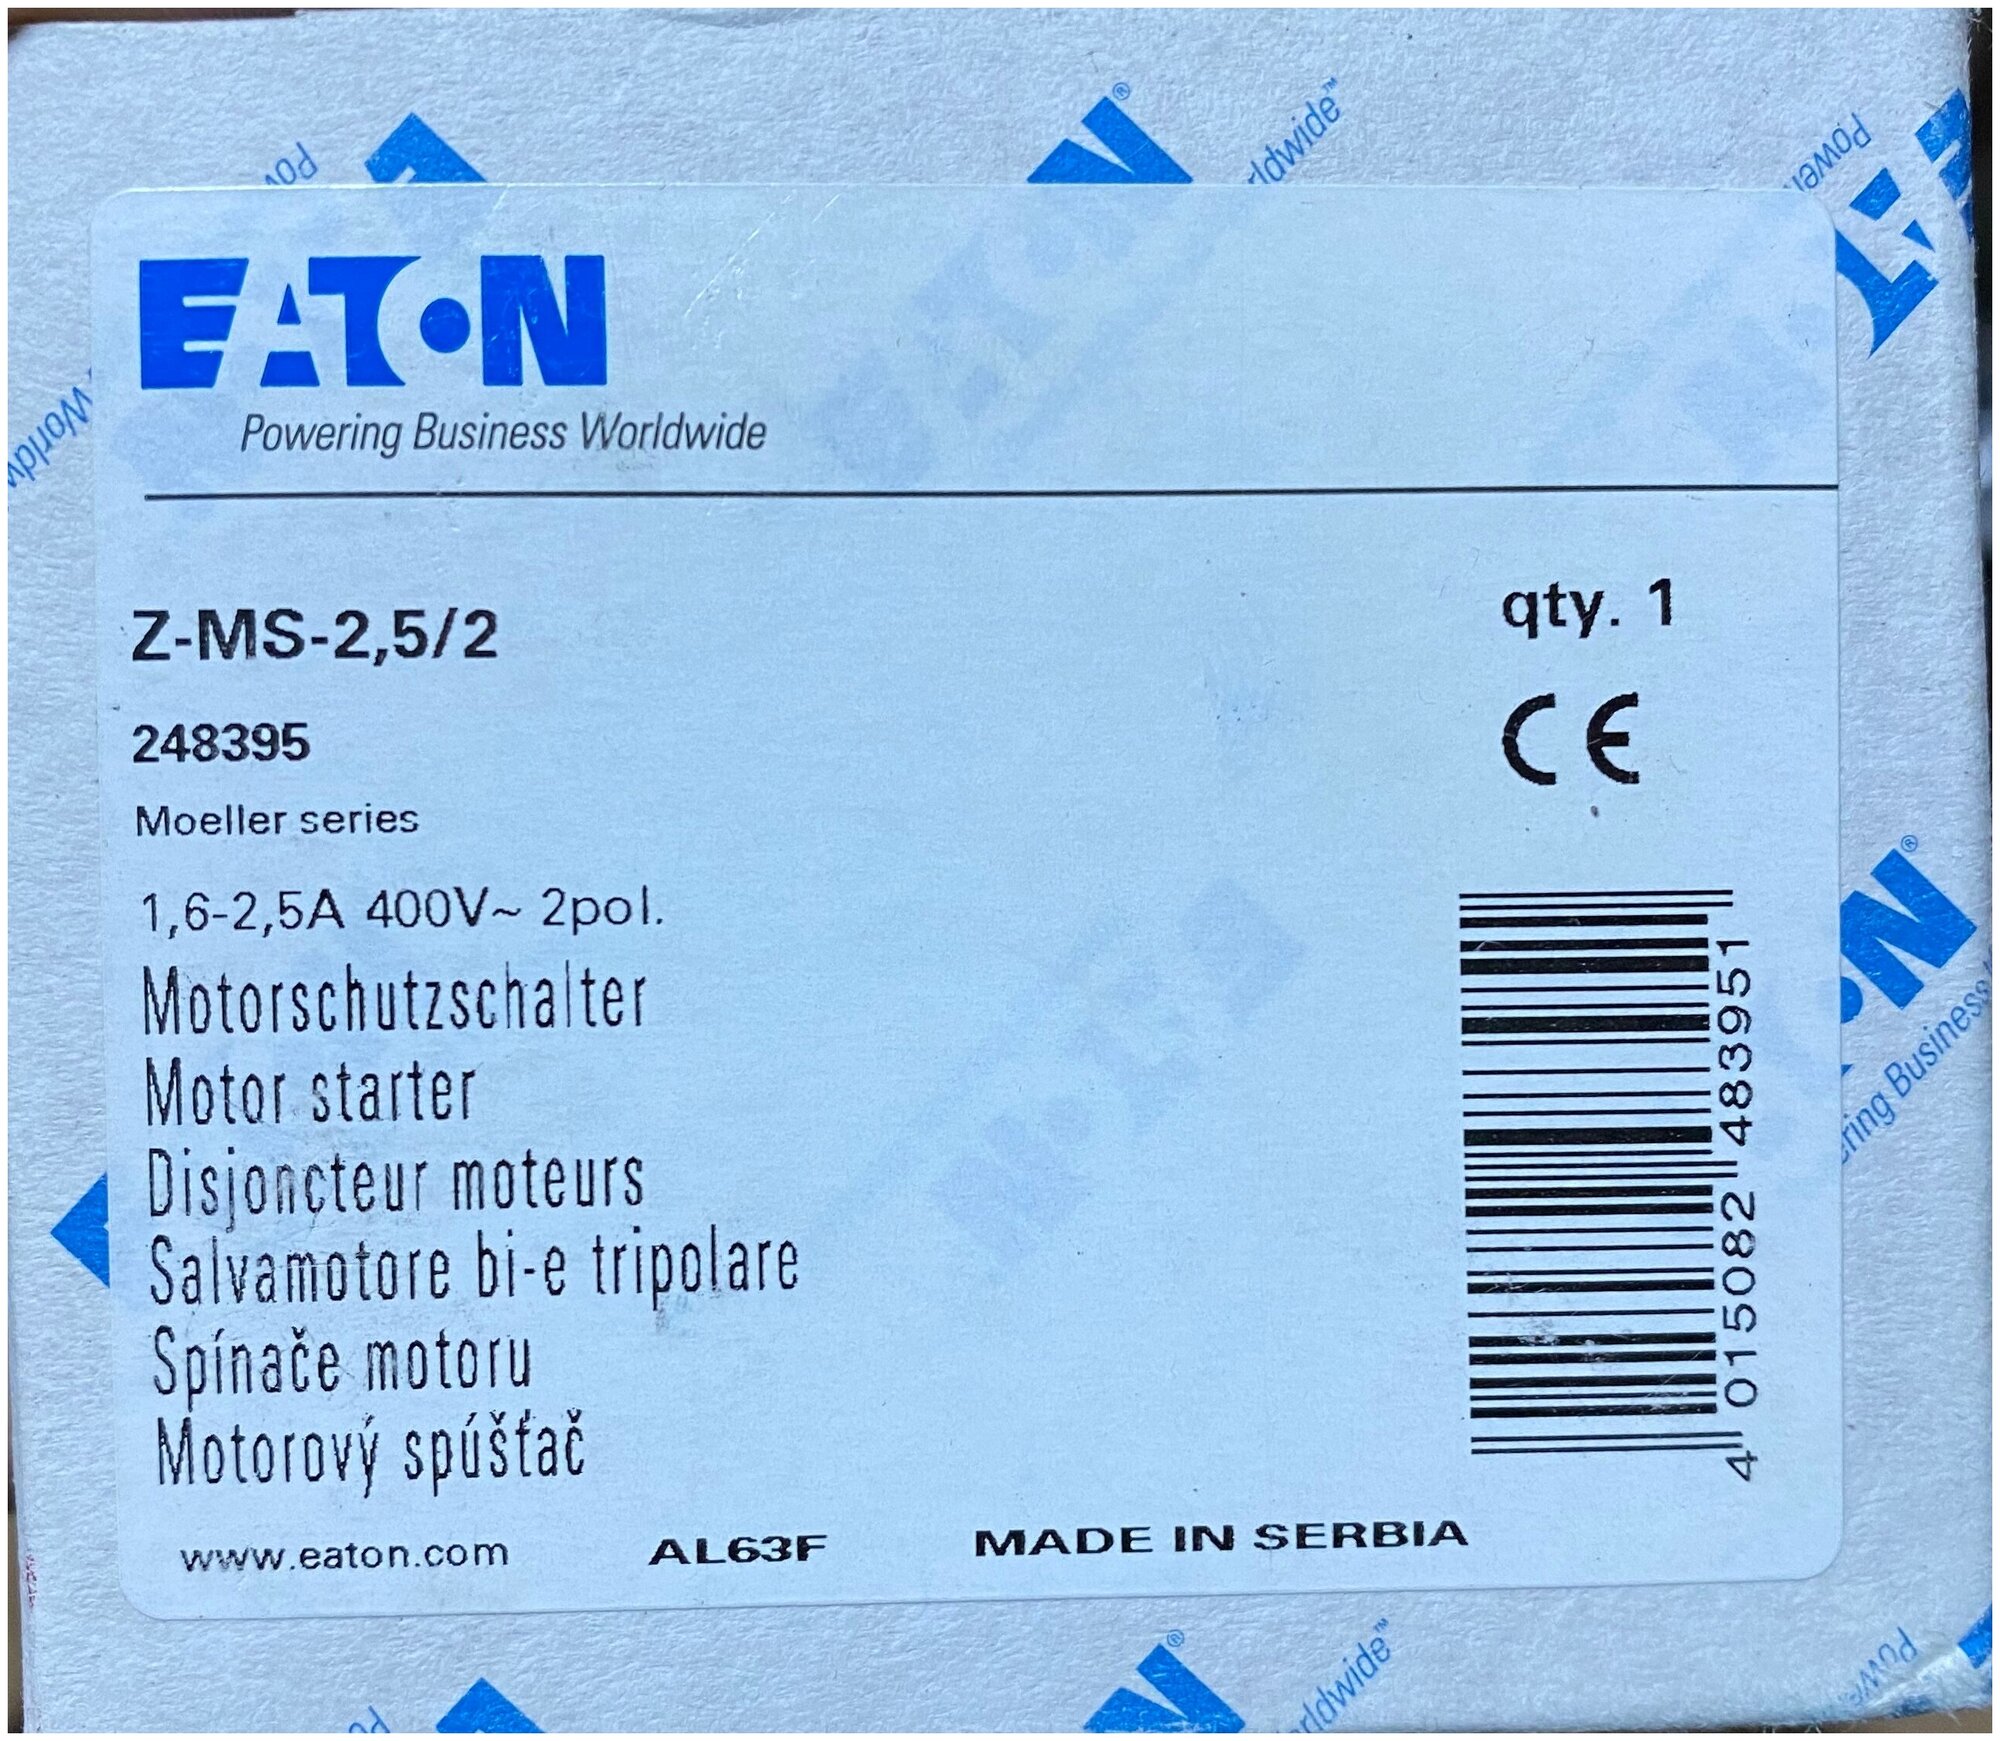 EATON
Powering Business Worldwide
Z-MS-2,5/2
qty. 1
248395
CE
Moeller series
1,6-2,5A 400V~ 2pol.
Motorschutzschalter
Motor starter
Disjoncteur moteurs
Salvamotore bi-e tripolare
Spínače motoru
Motorový spúšťač
4 015082 483951
www.eaton.com AL63F MADE IN SERBIA